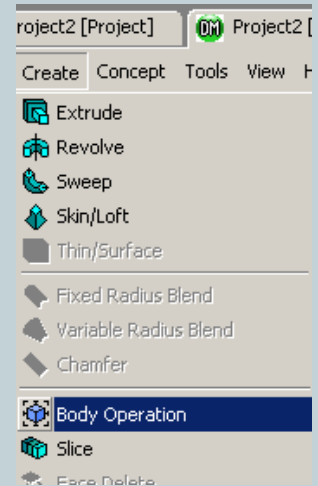 roject2 [Project] DM Project2 [
Create Concept Tools View H
Extrude
Revolve
Sweep
Skin/Loft
Thin/Surface
Fixed Radius Blend
Variable Radius Blend
Chamfer
Body Operation
Slice
Face Delete